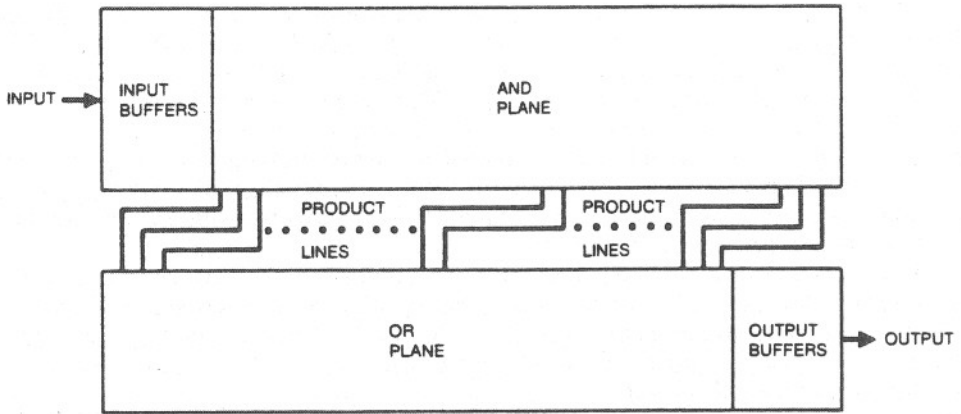 INPUT
INPUT
BUFFERS
AND
PLANE
PRODUCT
LINES
PRODUCT
LINES
OR
PLANE
OUTPUT
BUFFERS
OUTPUT